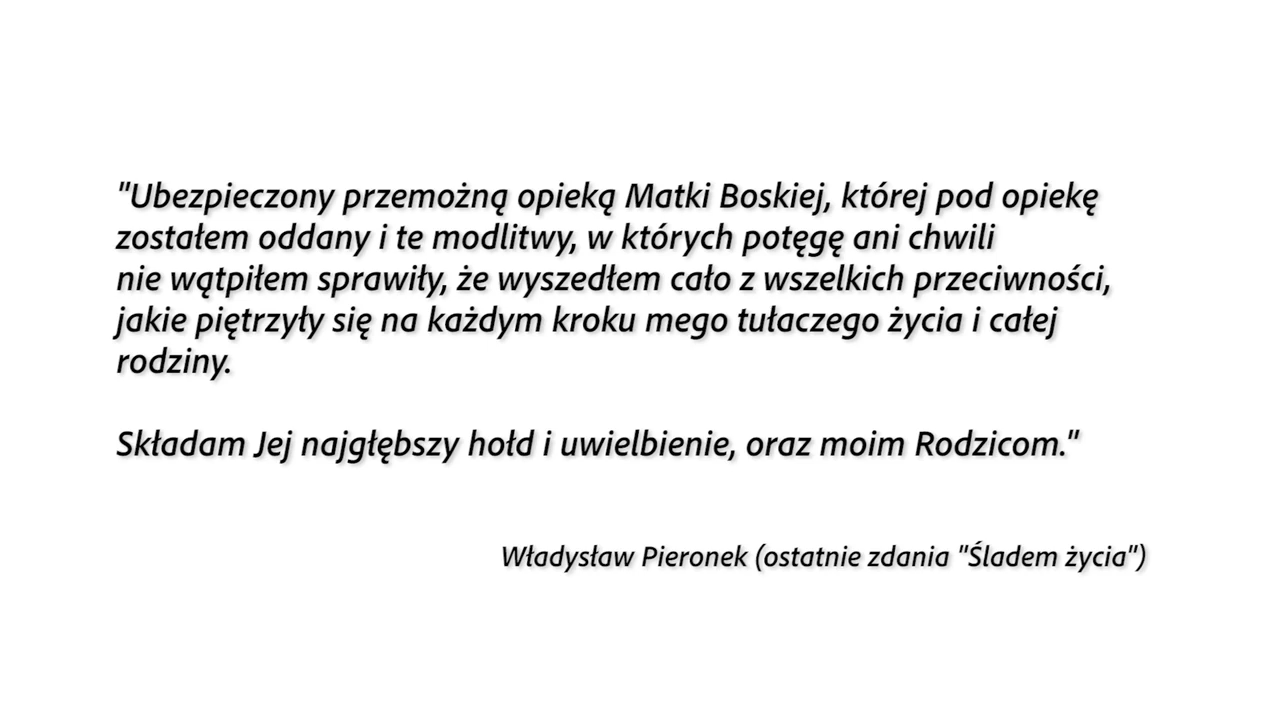 "Ubezpieczony przemożną opieką Matki Boskiej, której pod opiekę
zostałem oddany i te modlitwy, w których potęgę ani chwili
nie wątpiłem sprawiły, że wyszedłem cało z wszelkich przeciwności,
jakie piętrzyły się na każdym kroku mego tułaczego życia i całej
rodziny.
Składam Jej najgłębszy hołd i uwielbienie, oraz moim Rodzicom."
Władysław Pieronek (ostatnie zdania "Śladem życia")